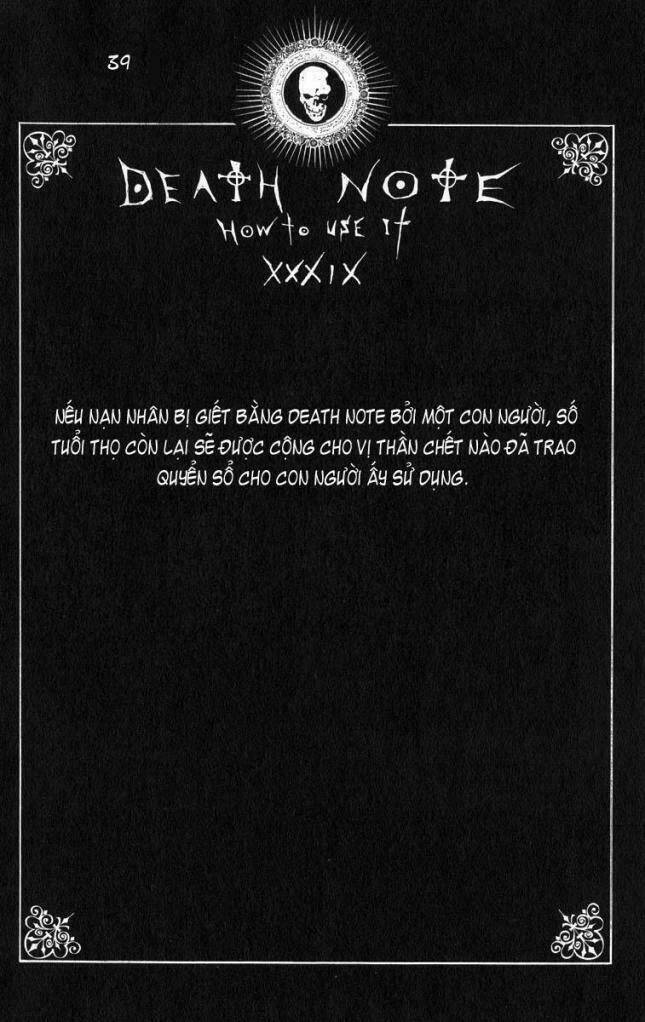 39
DEATH NOTE
HOW TO USE IT
XXXIX
NẾU NẠN NHÂN BỊ GIẾT BẰNG DEATH NOTE BỞI MỘT CON NGƯỜI, SỐ
TUỔI THỌ CÒN LẠI SẼ ĐƯỢC CỘNG CHO VỊ THẦN CHẾT NÀO ĐÃ TRAO
QUYỂN SỔ CHO CON NGƯỜI ẤY SỬ DỤNG.